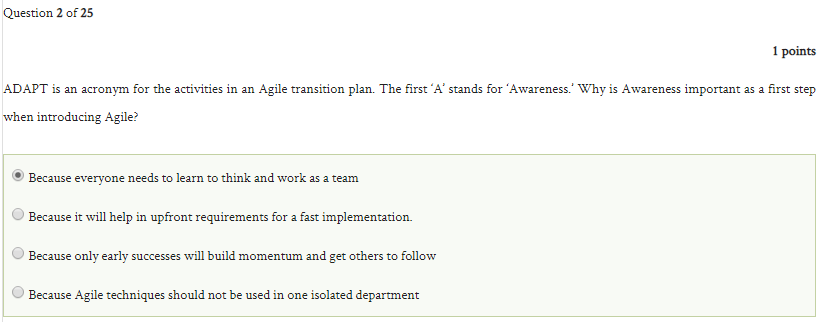 Question 2 of 25
1 points
ADAPT is an acronym for the activities in an Agile transition plan. The first 'A' stands for 'Awareness.' Why is Awareness important as a first step
when introducing Agile?
Because everyone needs to learn to think and work as a team
Because it will help in upfront requirements for a fast implementation.
Because only early successes will build momentum and get others to follow
Because Agile techniques should not be used in one isolated department